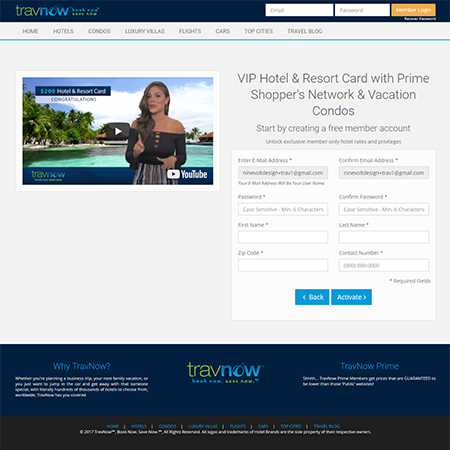 travnow™
book now. save now.
Email
Password
Member Login
Recover Password
HOME HOTELS CONDOS LUXURY VILLAS FLIGHTS CARS TOP CITIES TRAVEL BLOG
$200 Hotel & Resort Card
CONGRATULATIONS
travnow
book now. save now.
YouTube
VIP Hotel & Resort Card with Prime
Shopper's Network & Vacation
Condos
Start by creating a free member account
Unlock exclusive member-only hotel rates and privileges
Enter E-Mail Address * Confirm Email Address *
ninevoltdesign+trav1@gmail.com ninevoltdesign+trav1@gmail.com
Your E-Mail Address Will Be Your User Name.
Password * Confirm Password *
Case Sensitive - Min. 6 Characters Case Sensitive - Min. 6 Characters
First Name * Last Name *
Zip Code * Contact Number *
(000) 000-0000
* Required Fields
‹ Back Activate ›
Why TravNow?
Whether you're planning a business trip, your next family vacation, or
you just want to jump in the car and get away with that someone
special, with literally hundreds of thousands of hotels to choose from,
worldwide, TravNow has you covered.
travnow™
book now. save now.™
TravNow Prime
Shhhh... TravNow Prime Members get prices that are GUARANTEED to
be lower than those 'Public' websites!
HOME | HOTELS | CONDOS | LUXURY VILLAS | FLIGHTS | CARS | TOP CITIES | TRAVEL BLOG
© 2017 TravNow™, Book Now. Save Now.™, All Rights Reserved. All logos and trademarks of Hotel Brands are the sole property of their respective owners.